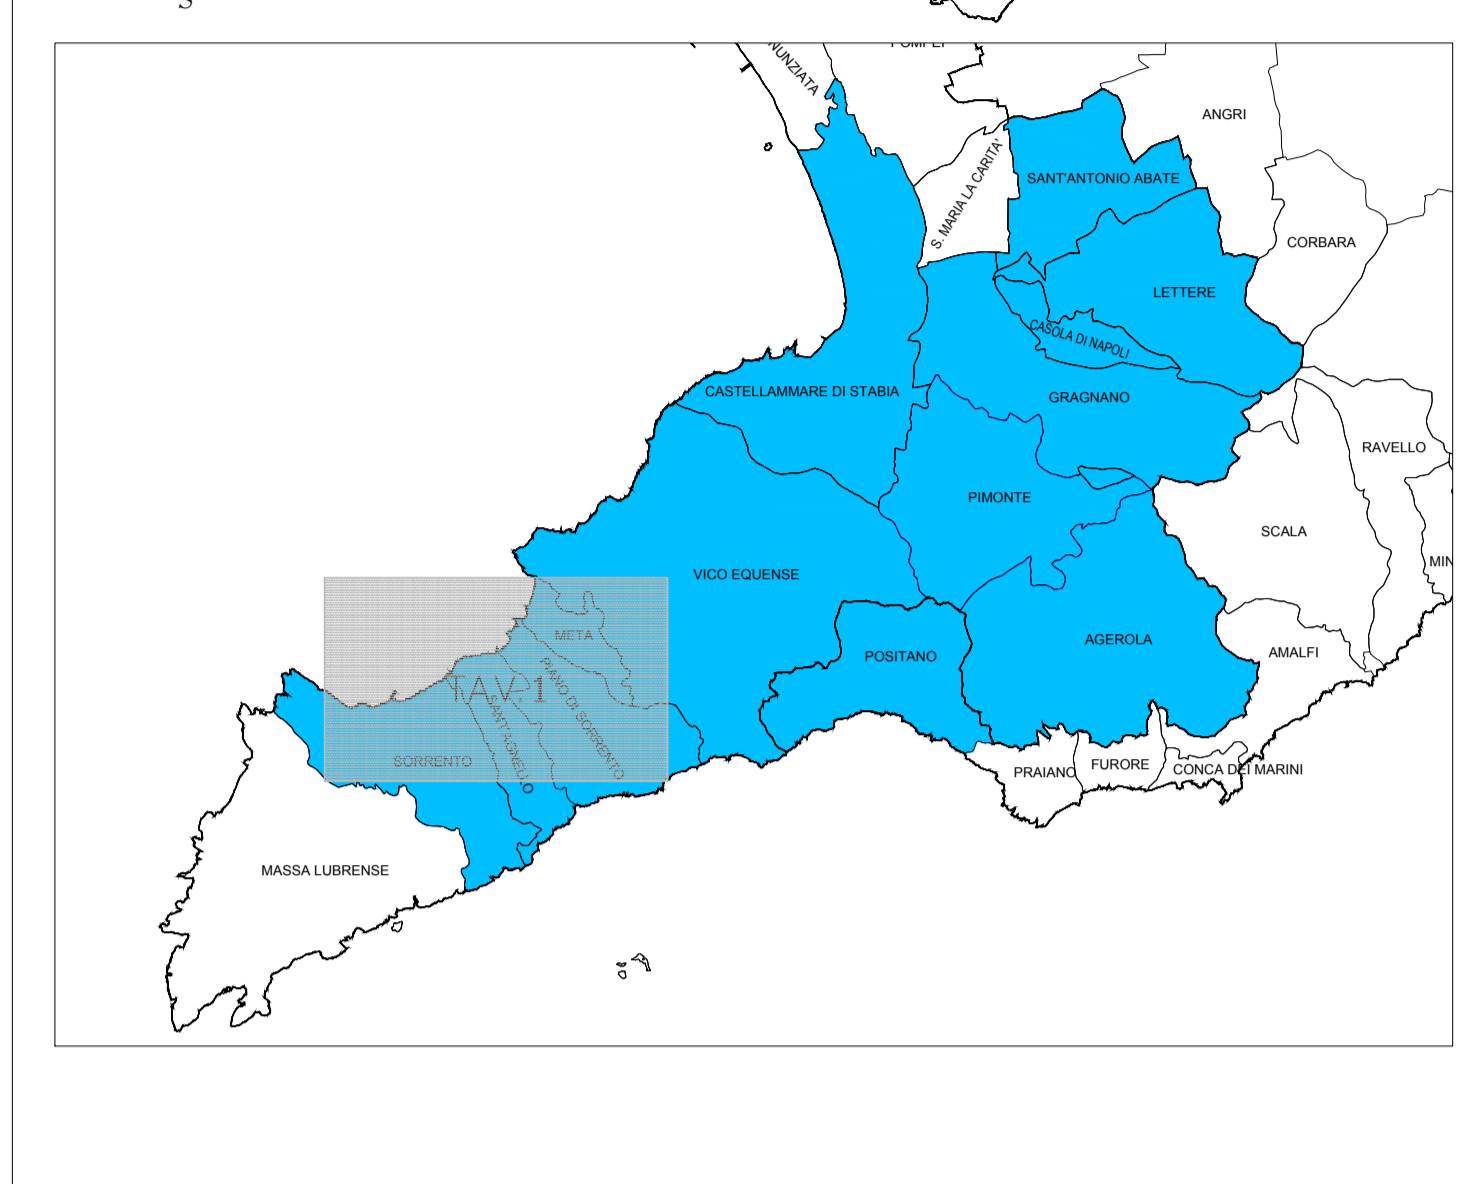 S
NUNZIATA
POMPEI
ANGRI
S. MARIA LA CARITA'
SANT'ANTONIO ABATE
CORBARA
LETTERE
CASOLA DI NAPOLI
CASTELLAMMARE DI STABIA
GRAGNANO
RAVELLO
PIMONTE
SCALA
MIN
VICO EQUENSE
META
AGEROLA
POSITANO
AMALFI
TAV. 1
PIANO DI SORRENTO
SANT'AGNELLO
SORRENTO
PRAIANO
FURORE
CONCA DEI MARINI
MASSA LUBRENSE